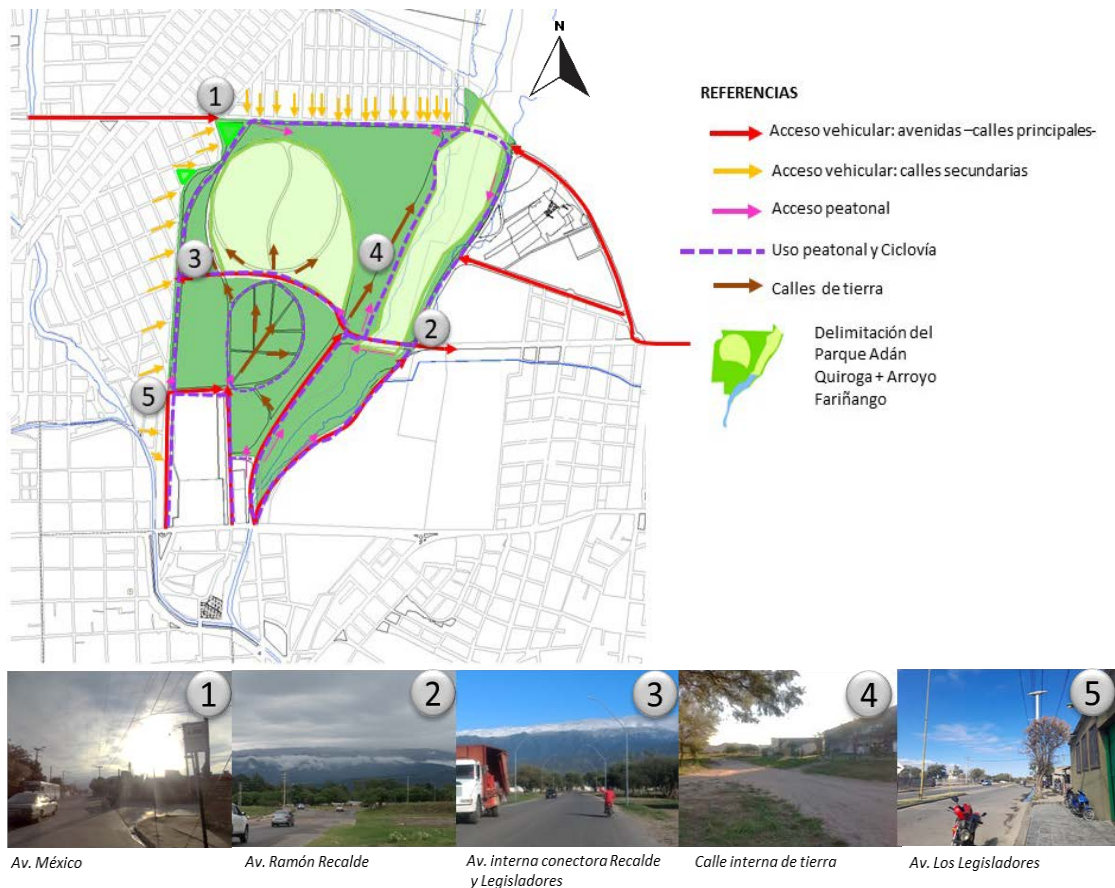 N
1
3
4
2
5
REFERENCIAS
Acceso vehicular: avenidas –calles principales-
Acceso vehicular: calles secundarias
Acceso peatonal
Uso peatonal y Ciclovía
Calles de tierra
Delimitación del
Parque Adán
Quiroga + Arroyo
Fariñango
1
2
3
4
5
Av. México
Av. Ramón Recalde
Av. interna conectora Recalde
y Legisladores
Calle interna de tierra
Av. Los Legisladores